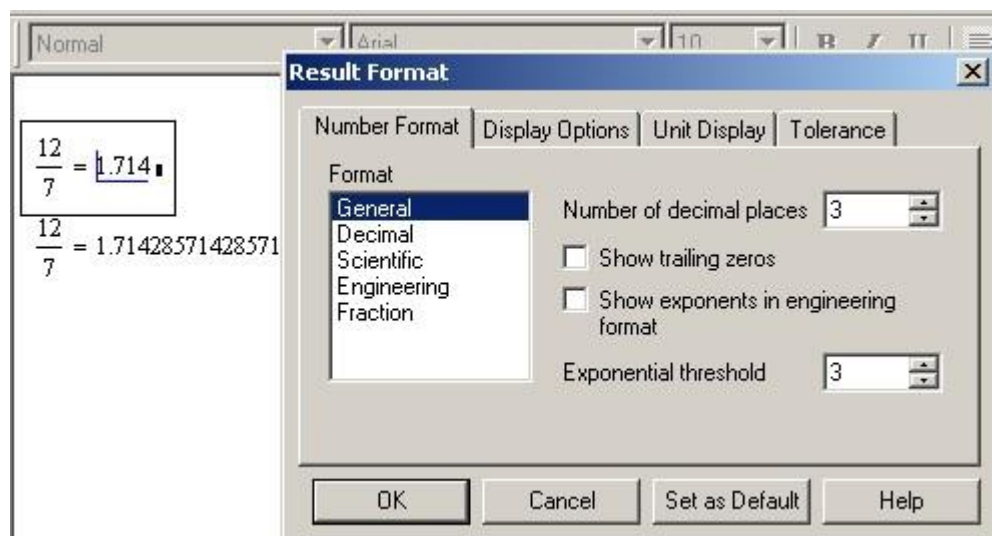 Normal Arial 10 B I U
Result Format
12
7 = 1.714
12
7 = 1.71428571428571
Number Format Display Options Unit Display Tolerance
Format
General
Decimal
Scientific
Engineering
Fraction
Number of decimal places 3
Show trailing zeros
Show exponents in engineering
format
Exponential threshold 3
OK Cancel Set as Default Help